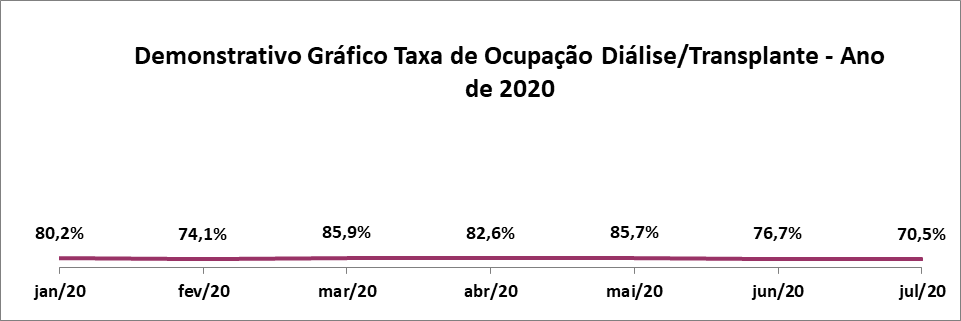 Demonstrativo Gráfico Taxa de Ocupação Diálise/Transplante - Ano
de 2020
80,2% 74,1% 85,9% 82,6% 85,7% 76,7% 70,5%
jan/20 fev/20 mar/20 abr/20 mai/20 jun/20 jul/20